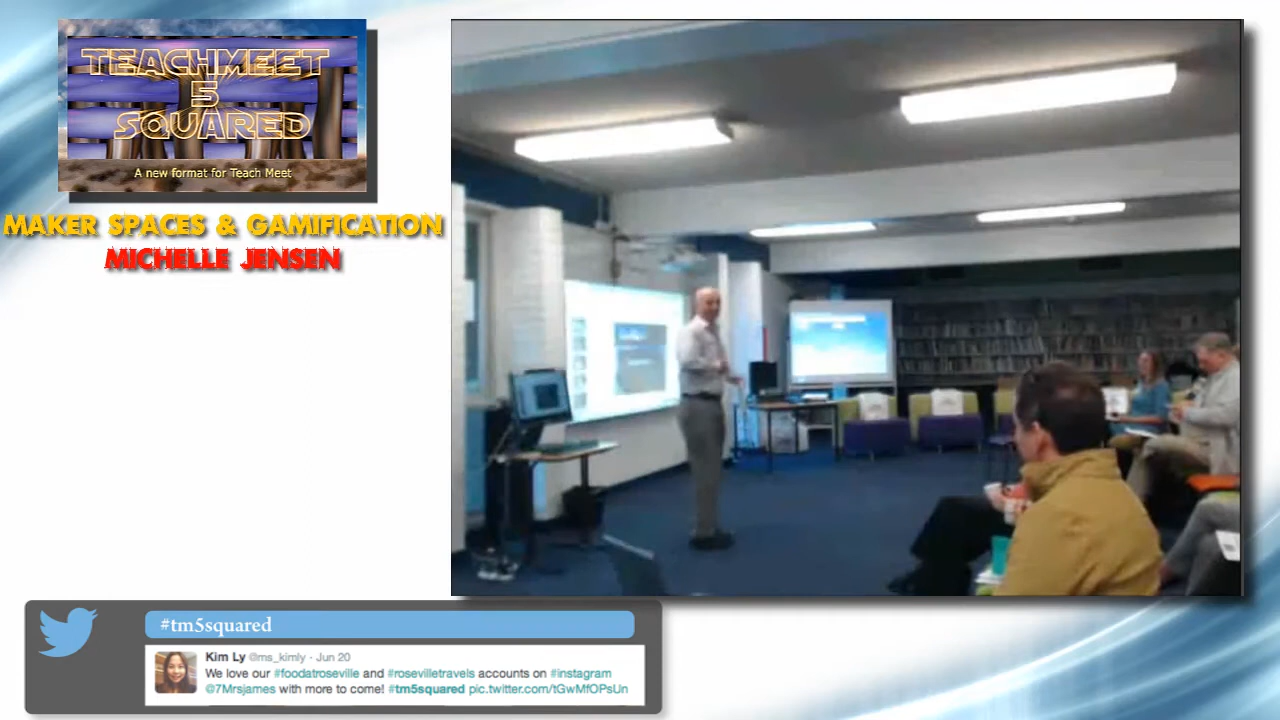 TEACHMEET
5
SQUARED
A new format for Teach Meet
MAKER SPACES & GAMIFICATION
MICHELLE JENSEN
#tm5squared
Kim Ly @ms_kimly · Jun 20
We love our #foodatroseville and #rosevilletravels accounts on #instagram
@7Mrsjames with more to come! #tm5squared pic.twitter.com/tGwMfOPsUn